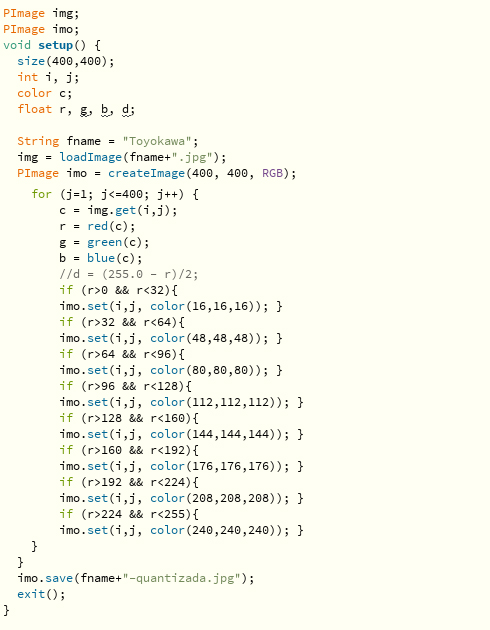 PImage img;
PImage imo;
void setup() {
  size(400,400);
  int i, j;
  color c;
  float r, g, b, d;

  String fname = "Toyokawa";
  img = loadImage(fname+".jpg");
  PImage imo = createImage(400, 400, RGB);
    for (j=1; j<=400; j++) {
        c = img.get(i,j);
        r = red(c);
        g = green(c);
        b = blue(c);
        //d = (255.0 - r)/2;
        if (r>0 && r<32){
        imo.set(i,j, color(16,16,16)); }
        if (r>32 && r<64){
        imo.set(i,j, color(48,48,48)); }
        if (r>64 && r<96){
        imo.set(i,j, color(80,80,80)); }
        if (r>96 && r<128){
        imo.set(i,j, color(112,112,112)); }
        if (r>128 && r<160){
        imo.set(i,j, color(144,144,144)); }
        if (r>160 && r<192){
        imo.set(i,j, color(176,176,176)); }
        if (r>192 && r<224){
        imo.set(i,j, color(208,208,208)); }
        if (r>224 && r<255){
        imo.set(i,j, color(240,240,240)); }
    }
  }
  imo.save(fname+"-quantizada.jpg");
  exit();
}